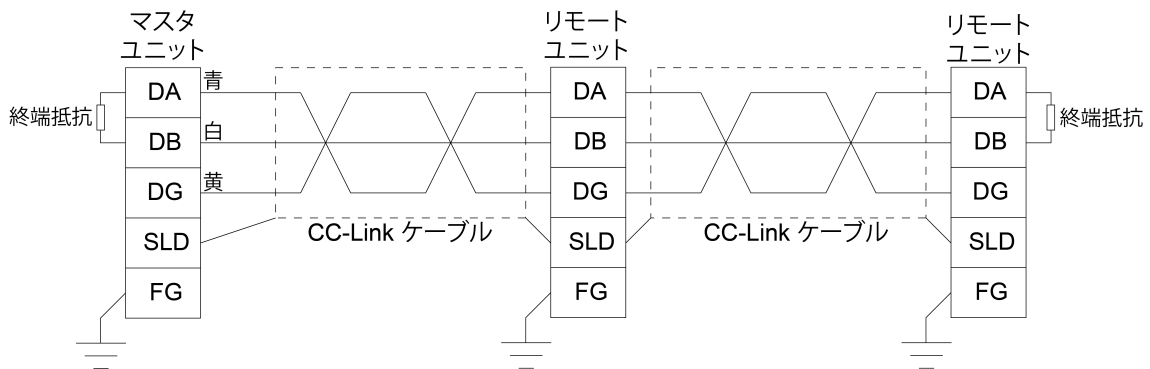 マスタ
ユニット
リモート
ユニット
リモート
ユニット
終端抵抗
DA
DB
DG
SLD
FG
青
白
黄
CC-Link ケーブル
DA
DB
DG
SLD
FG
CC-Link ケーブル
DA
DB
DG
SLD
FG
終端抵抗